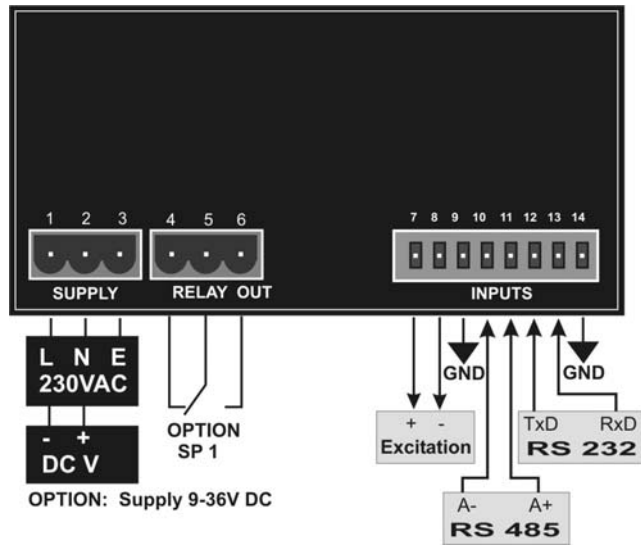 1 2 3 4 5 6 7 8 9 10 11 12 13 14
SUPPLY RELAY OUT INPUTS
L N E
230VAC
- +
DC V
OPTION
SP 1
OPTION: Supply 9-36V DC
GND GND
+ -
Excitation
TxD RxD
RS 232
A- A+
RS 485